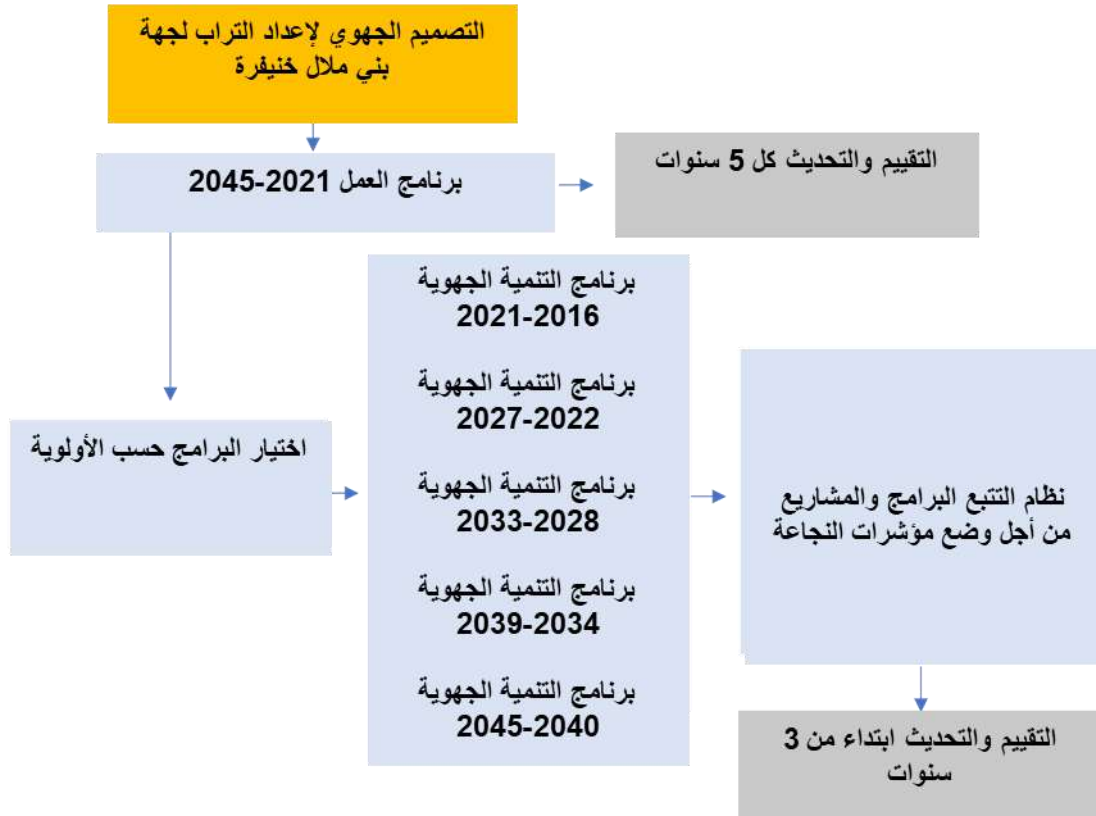 التصميم الجهوي لإعداد التراب لجهة
بني ملال خنيفرة
برنامج العمل 2021-2045
التقييم والتحديث كل 5 سنوات
اختيار البرامج حسب الأولوية
برنامج التنمية الجهوية
2016-2021
برنامج التنمية الجهوية
2022-2027
برنامج التنمية الجهوية
2028-2033
برنامج التنمية الجهوية
2034-2039
برنامج التنمية الجهوية
2040-2045
نظام التتبع البرامج والمشاريع
من أجل وضع مؤشرات النجاعة
التقييم والتحديث ابتداء من 3
سنوات